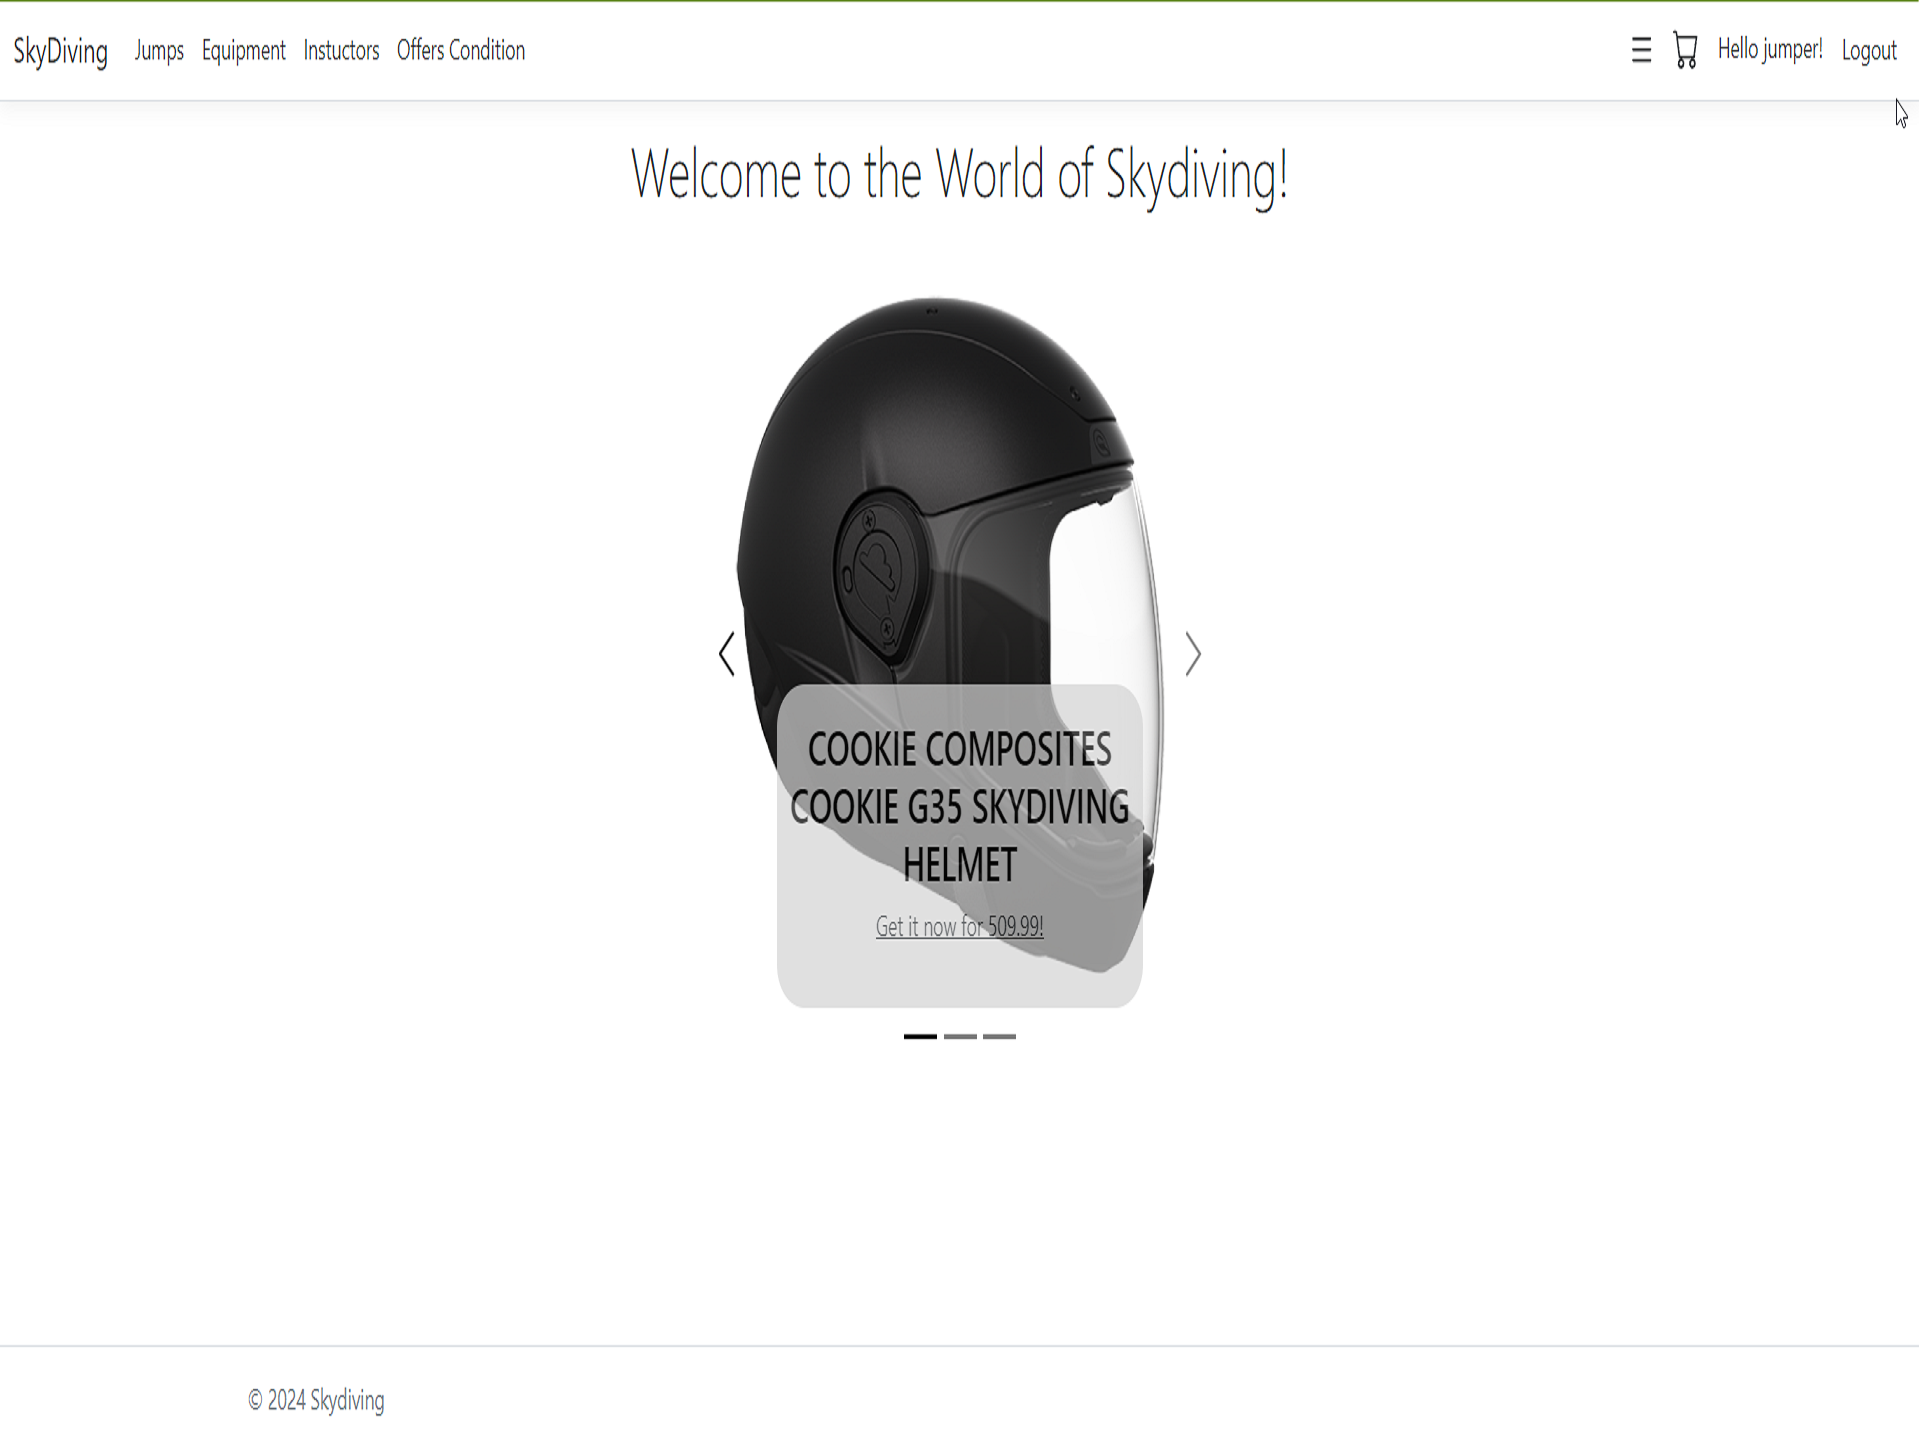 SkyDiving Jumps Equipment Instuctors Offers Condition Hello jumper! Logout
Welcome to the World of Skydiving!
COOKIE COMPOSITES
COOKIE G35 SKYDIVING
HELMET
Get it now for 509.99!
© 2024 Skydiving